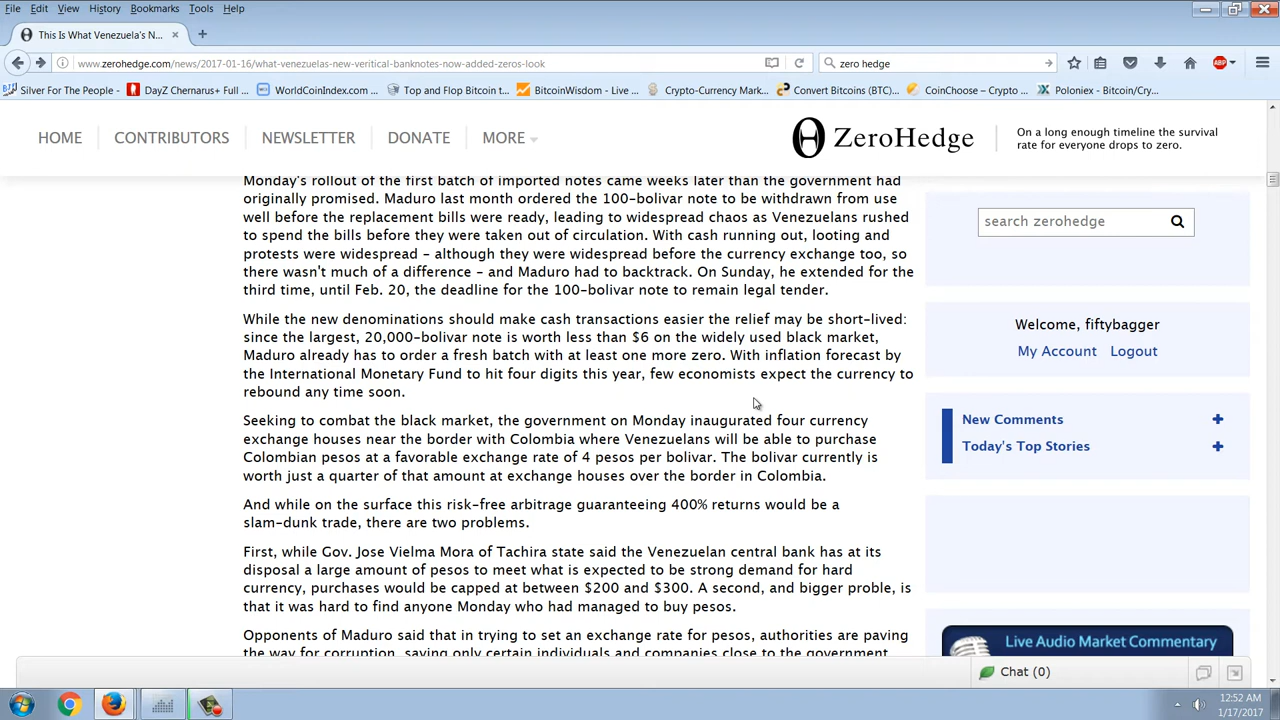 File Edit View History Bookmarks Tools Help
This Is What Venezuela's N...
www.zerohedge.com/news/2017-01-16/what-venezuelas-new-veritical-banknotes-now-added-zeros-look
zero hedge
ABP
Silver For The People - DayZ Chernarus+ Full ... WorldCoinIndex.com ... Top and Flop Bitcoin t... BitcoinWisdom - Live ... Crypto-Currency Mark... Convert Bitcoins (BTC)... CoinChoose – Crypto ... Poloniex - Bitcoin/Cry...
HOME CONTRIBUTORS NEWSLETTER DONATE MORE
ZeroHedge
On a long enough timeline the survival
rate for everyone drops to zero.
Monday's rollout of the first batch of imported notes came weeks later than the government had
originally promised. Maduro last month ordered the 100-bolivar note to be withdrawn from use
well before the replacement bills were ready, leading to widespread chaos as Venezuelans rushed
to spend the bills before they were taken out of circulation. With cash running out, looting and
protests were widespread – although they were widespread before the currency exchange too, so
there wasn't much of a difference – and Maduro had to backtrack. On Sunday, he extended for the
third time, until Feb. 20, the deadline for the 100-bolivar note to remain legal tender.
While the new denominations should make cash transactions easier the relief may be short-lived:
since the largest, 20,000-bolivar note is worth less than $6 on the widely used black market,
Maduro already has to order a fresh batch with at least one more zero. With inflation forecast by
the International Monetary Fund to hit four digits this year, few economists expect the currency to
rebound any time soon.
Seeking to combat the black market, the government on Monday inaugurated four currency
exchange houses near the border with Colombia where Venezuelans will be able to purchase
Colombian pesos at a favorable exchange rate of 4 pesos per bolivar. The bolivar currently is
worth just a quarter of that amount at exchange houses over the border in Colombia.
And while on the surface this risk-free arbitrage guaranteeing 400% returns would be a
slam-dunk trade, there are two problems.
First, while Gov. Jose Vielma Mora of Tachira state said the Venezuelan central bank has at its
disposal a large amount of pesos to meet what is expected to be strong demand for hard
currency, purchases would be capped at between $200 and $300. A second, and bigger proble, is
that it was hard to find anyone Monday who had managed to buy pesos.
Opponents of Maduro said that in trying to set an exchange rate for pesos, authorities are paving
the way for corruption, saying only certain individuals and companies close to the government
search zerohedge
Welcome, fiftybagger
My Account Logout
New Comments
Today's Top Stories
Live Audio Market Commentary
Chat (0)
12:52 AM
1/17/2017